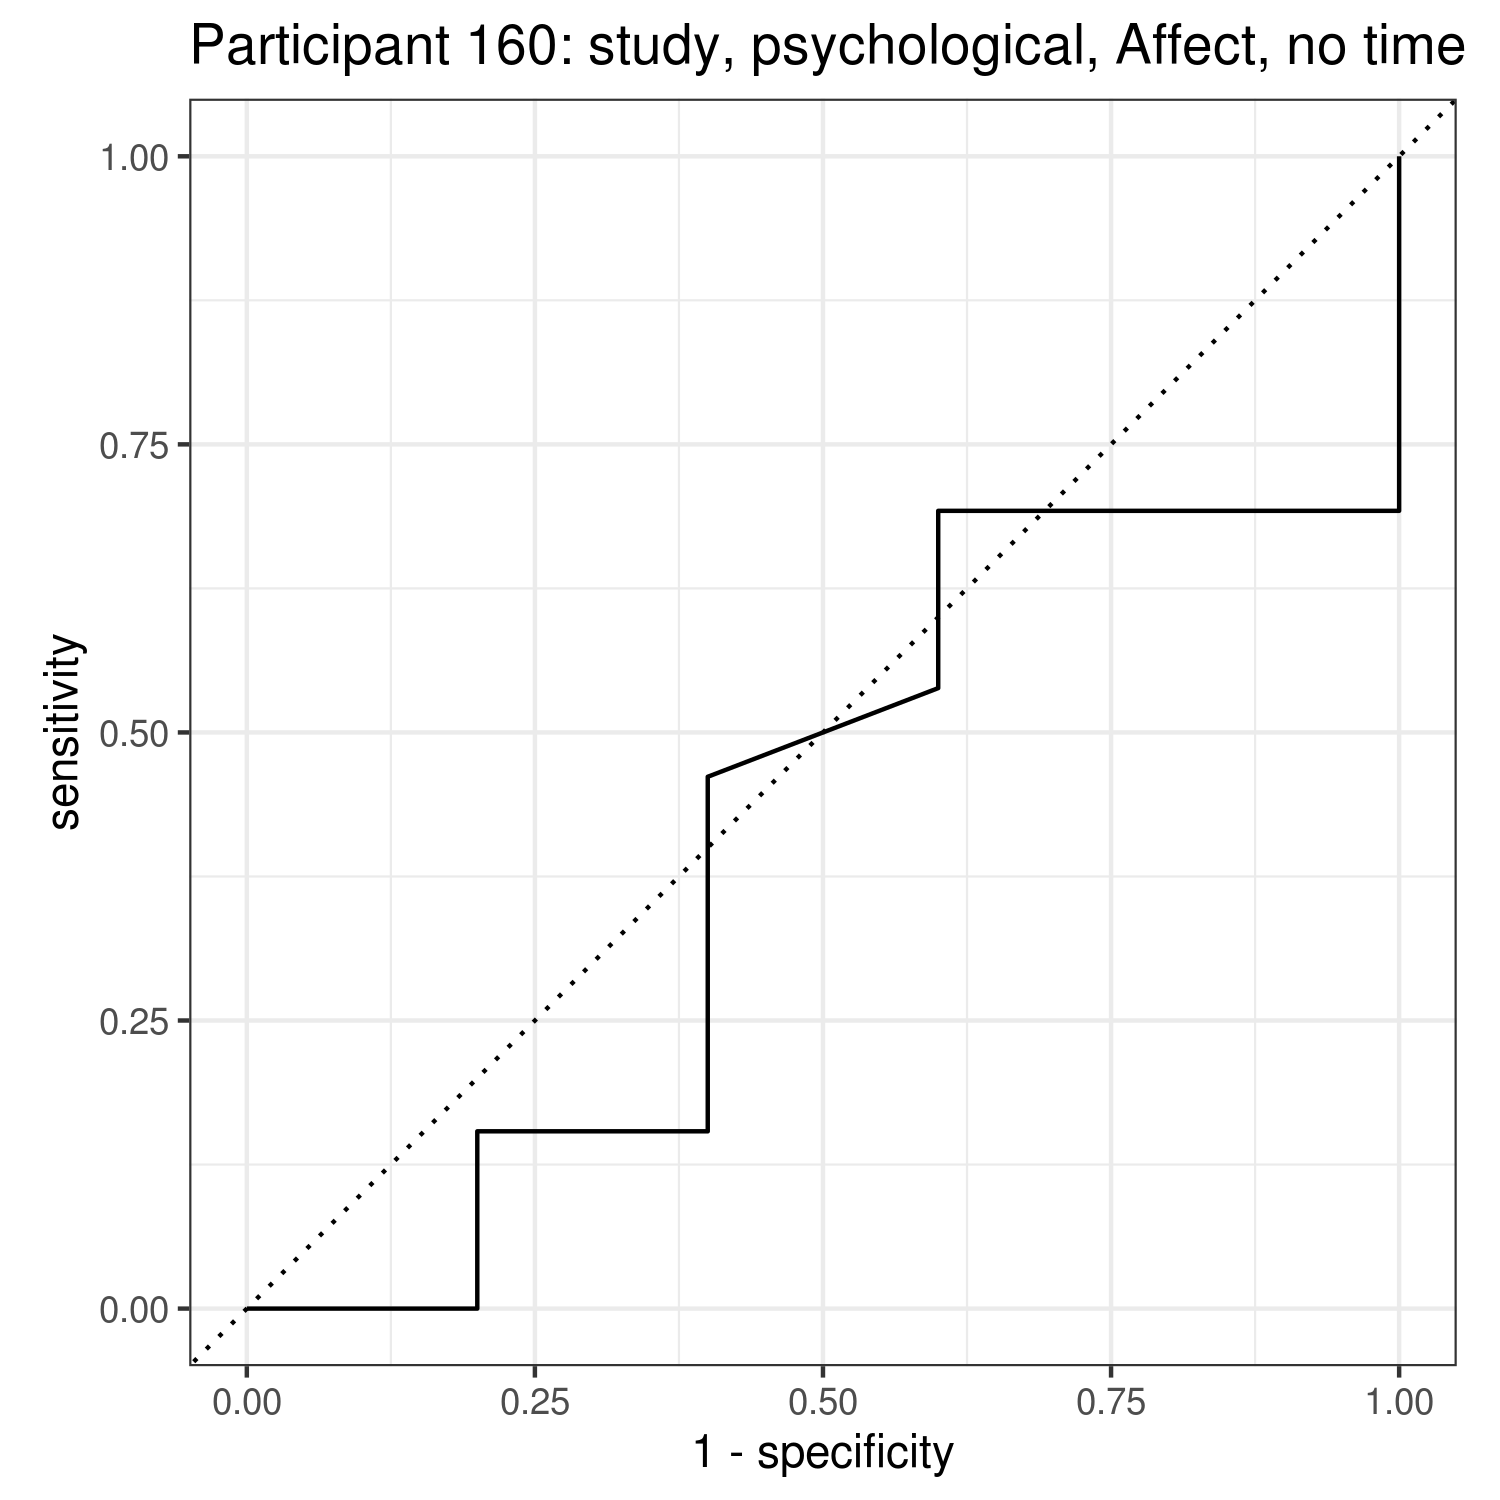 Participant 160: study, psychological, Affect, no time
1.00
0.75
0.50
0.25
0.00
sensitivity
0.00 0.25 0.50 0.75 1.00
1 - specificity